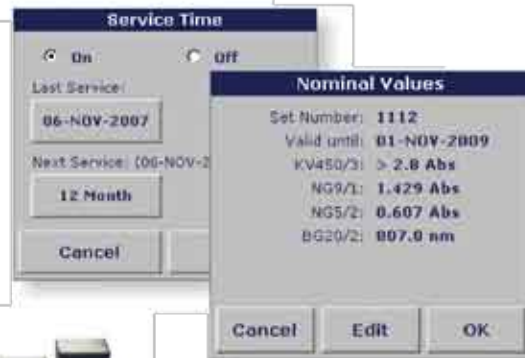 Service Time
On Off
Last Service:
06-NOV-2007
Next Service: (06-NOV-2
12 Month
Cancel
Nominal Values
Set Number: 1112
Valid until: 01-NOV-2009
KV450/3: > 2.8 Abs
NG9/1: 1.429 Abs
NG5/2: 0.607 Abs
BG20/2: 807.0 nm
Cancel Edit OK